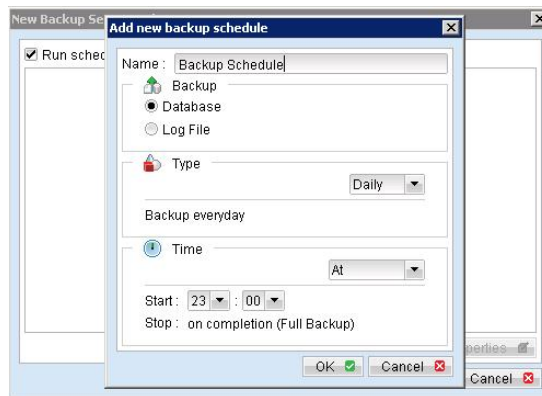 New Backup Se
Add new backup schedule
Run sched
Name : Backup Schedule
Backup
Database
Log File
Type
Daily
Backup everyday
Time
At
Start : 23 : 00
Stop : on completion (Full Backup)
OK Cancel
perties
Cancel